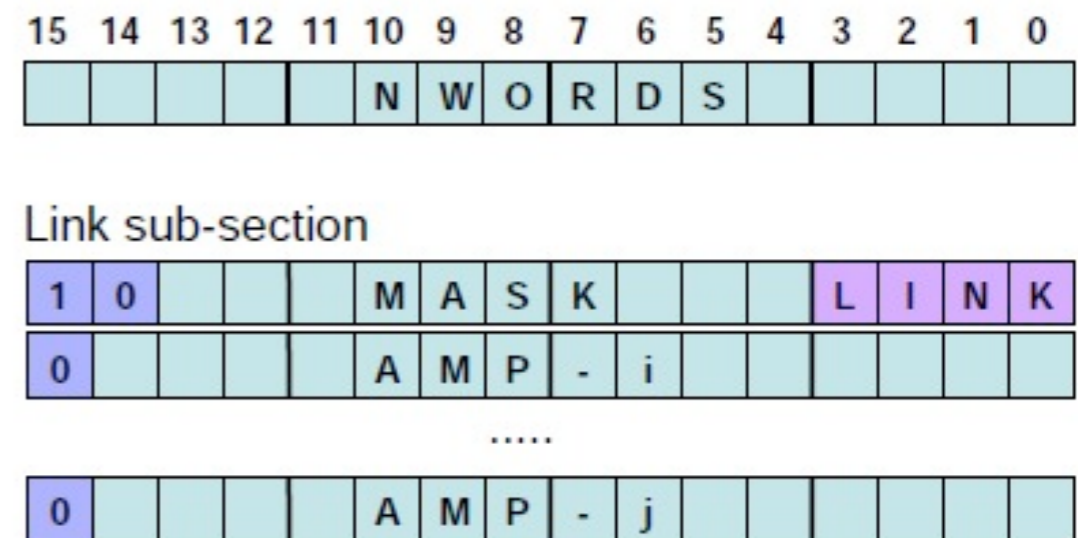 15 14 13 12 11 10 9 8 7 6 5 4 3 2 1 0
N W O R D S
Link sub-section
1 0 M A S K L I N K
0 A M P - i
.....
0 A M P - j